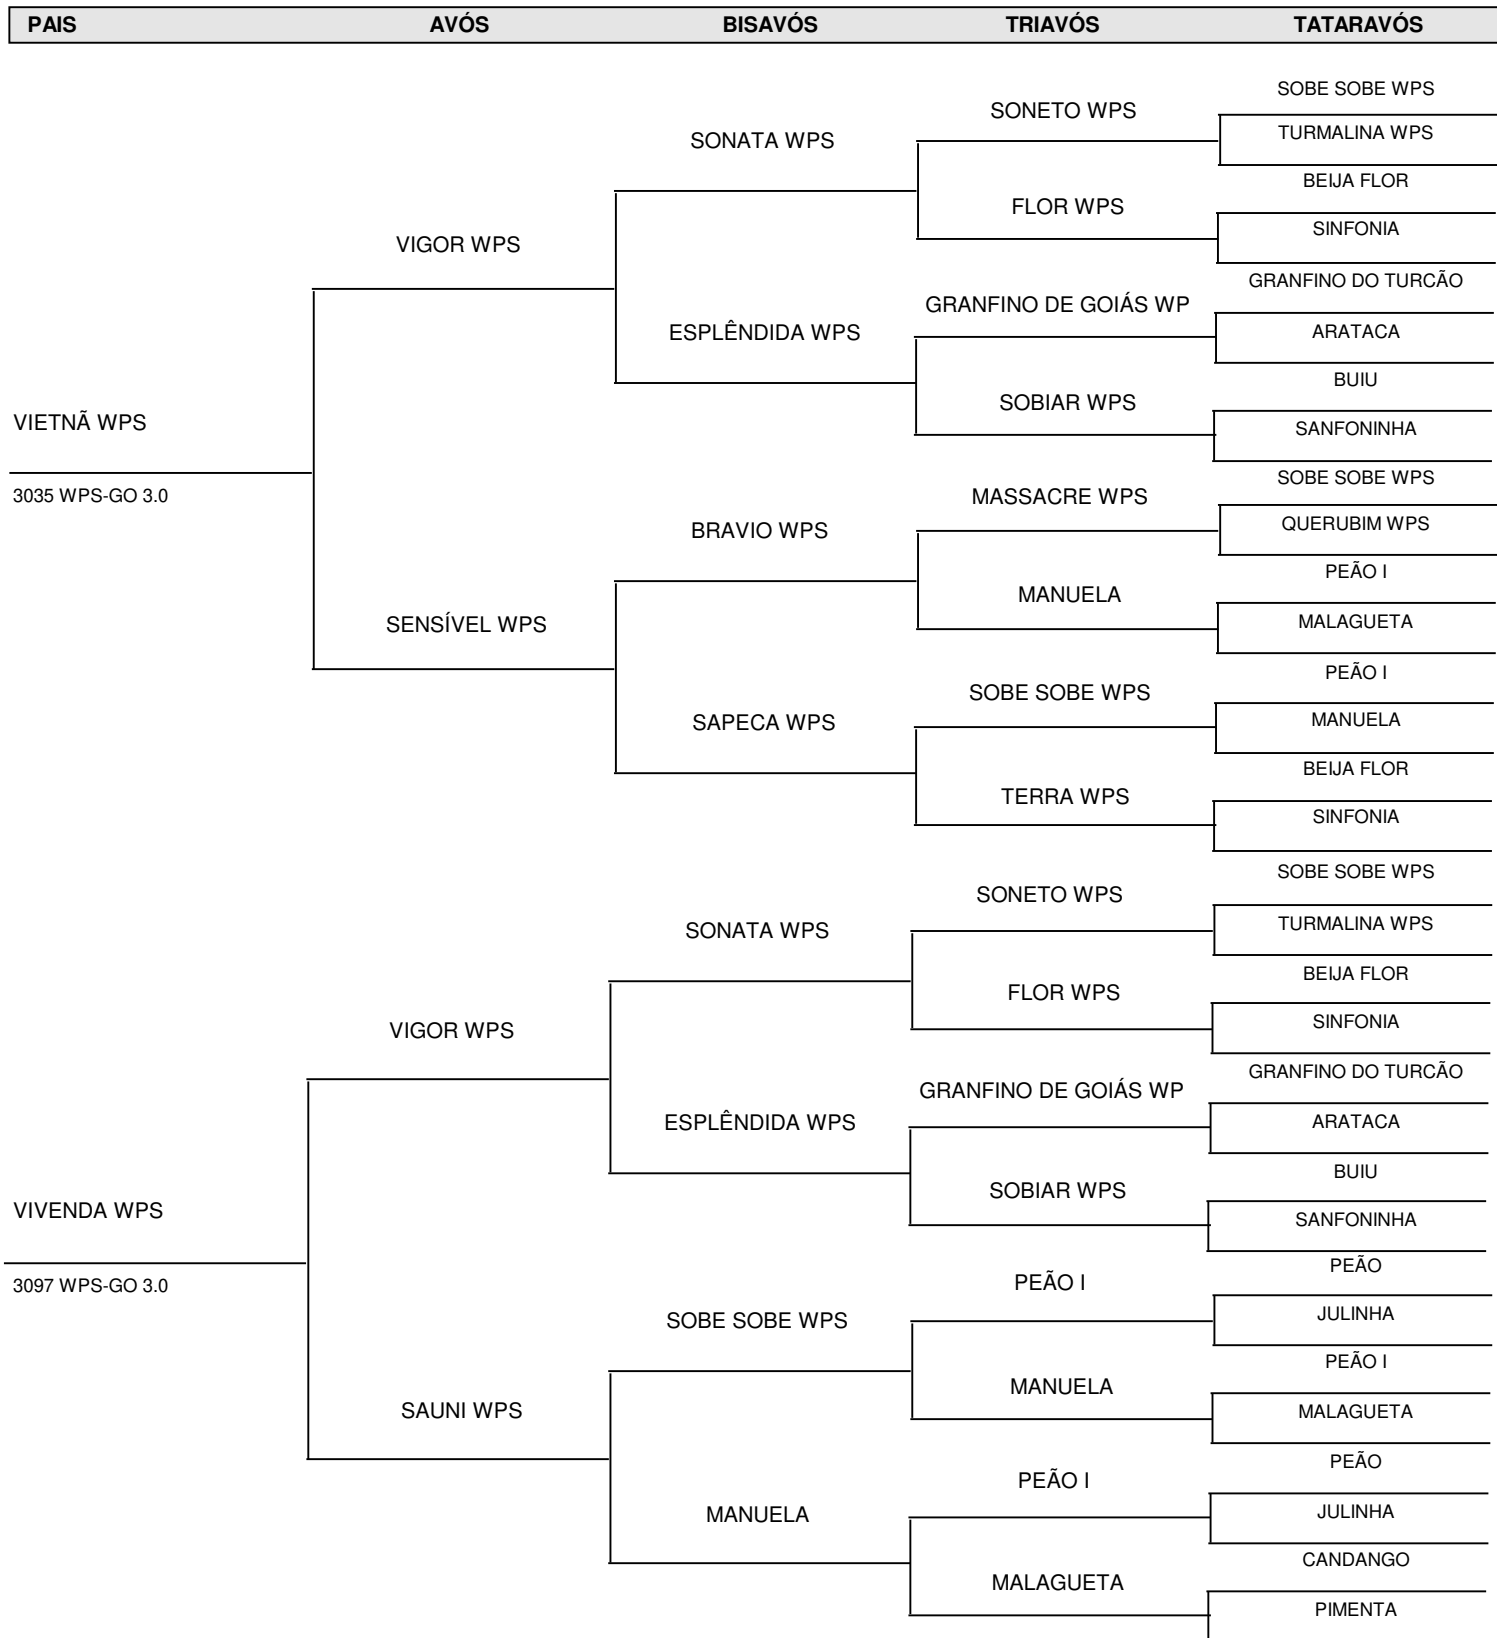 PAIS AVÓS BISAVÓS TRIAVÓS TATARAVÓS
SOBE SOBE WPS
SONETO WPS
TURMALINA WPS
SONATA WPS
BEIJA FLOR
FLOR WPS
SINFONIA
VIGOR WPS
GRANFINO DO TURCÃO
GRANFINO DE GOIÁS WP
ARATACA
ESPLÊNDIDA WPS
BUIU
SOBIAR WPS
SANFONINHA
VIETNÃ WPS
3035 WPS-GO 3.0
SOBE SOBE WPS
MASSACRE WPS
QUERUBIM WPS
BRAVIO WPS
PEÃO I
MANUELA
MALAGUETA
SENSÍVEL WPS
PEÃO I
SOBE SOBE WPS
MANUELA
SAPECA WPS
BEIJA FLOR
TERRA WPS
SINFONIA
SOBE SOBE WPS
SONETO WPS
TURMALINA WPS
SONATA WPS
BEIJA FLOR
FLOR WPS
SINFONIA
VIGOR WPS
GRANFINO DO TURCÃO
GRANFINO DE GOIÁS WP
ARATACA
ESPLÊNDIDA WPS
BUIU
SOBIAR WPS
SANFONINHA
VIVENDA WPS
3097 WPS-GO 3.0
PEÃO
PEÃO I
JULINHA
SOBE SOBE WPS
PEÃO I
MANUELA
MALAGUETA
SAUNI WPS
PEÃO
PEÃO I
JULINHA
MANUELA
CANDANGO
MALAGUETA
PIMENTA